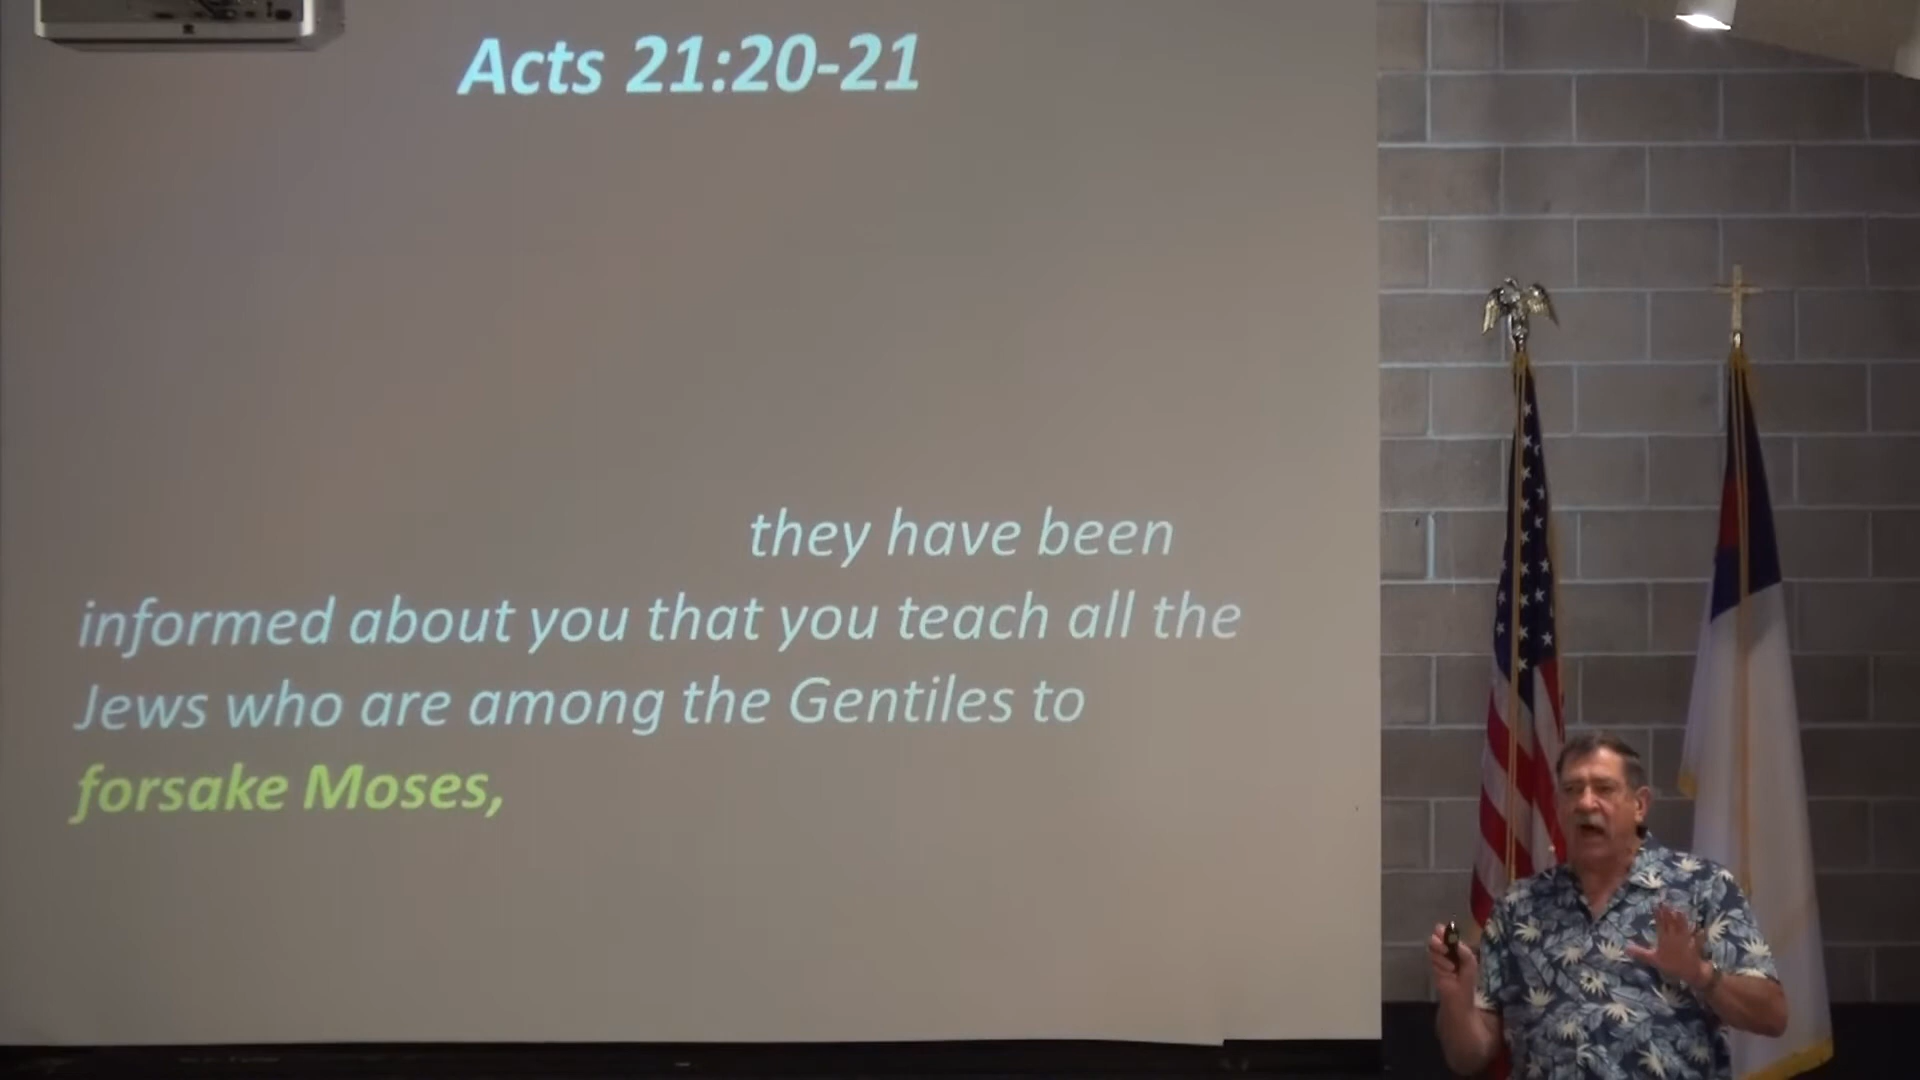 Acts 21:20-21
they have been
informed about you that you teach all the
Jews who are among the Gentiles to
forsake Moses,